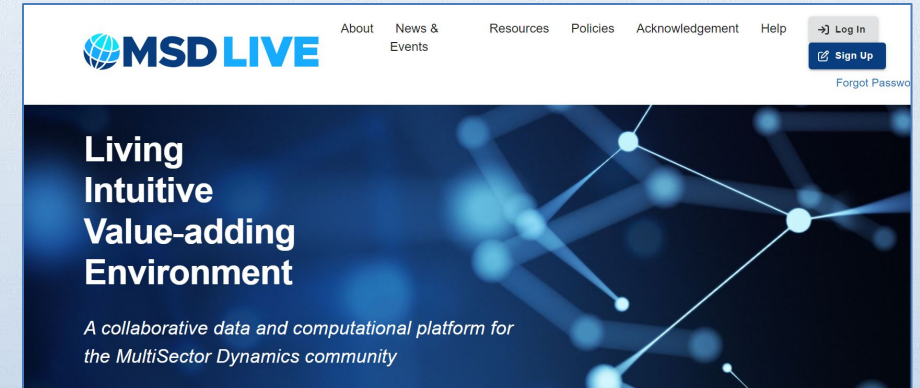 MSD LIVE
About
News &
Events
Resources
Policies
Acknowledgement
Help
Log In
Sign Up
Forgot Passwo
Living
Intuitive
Value-adding
Environment
A collaborative data and computational platform for
the MultiSector Dynamics community